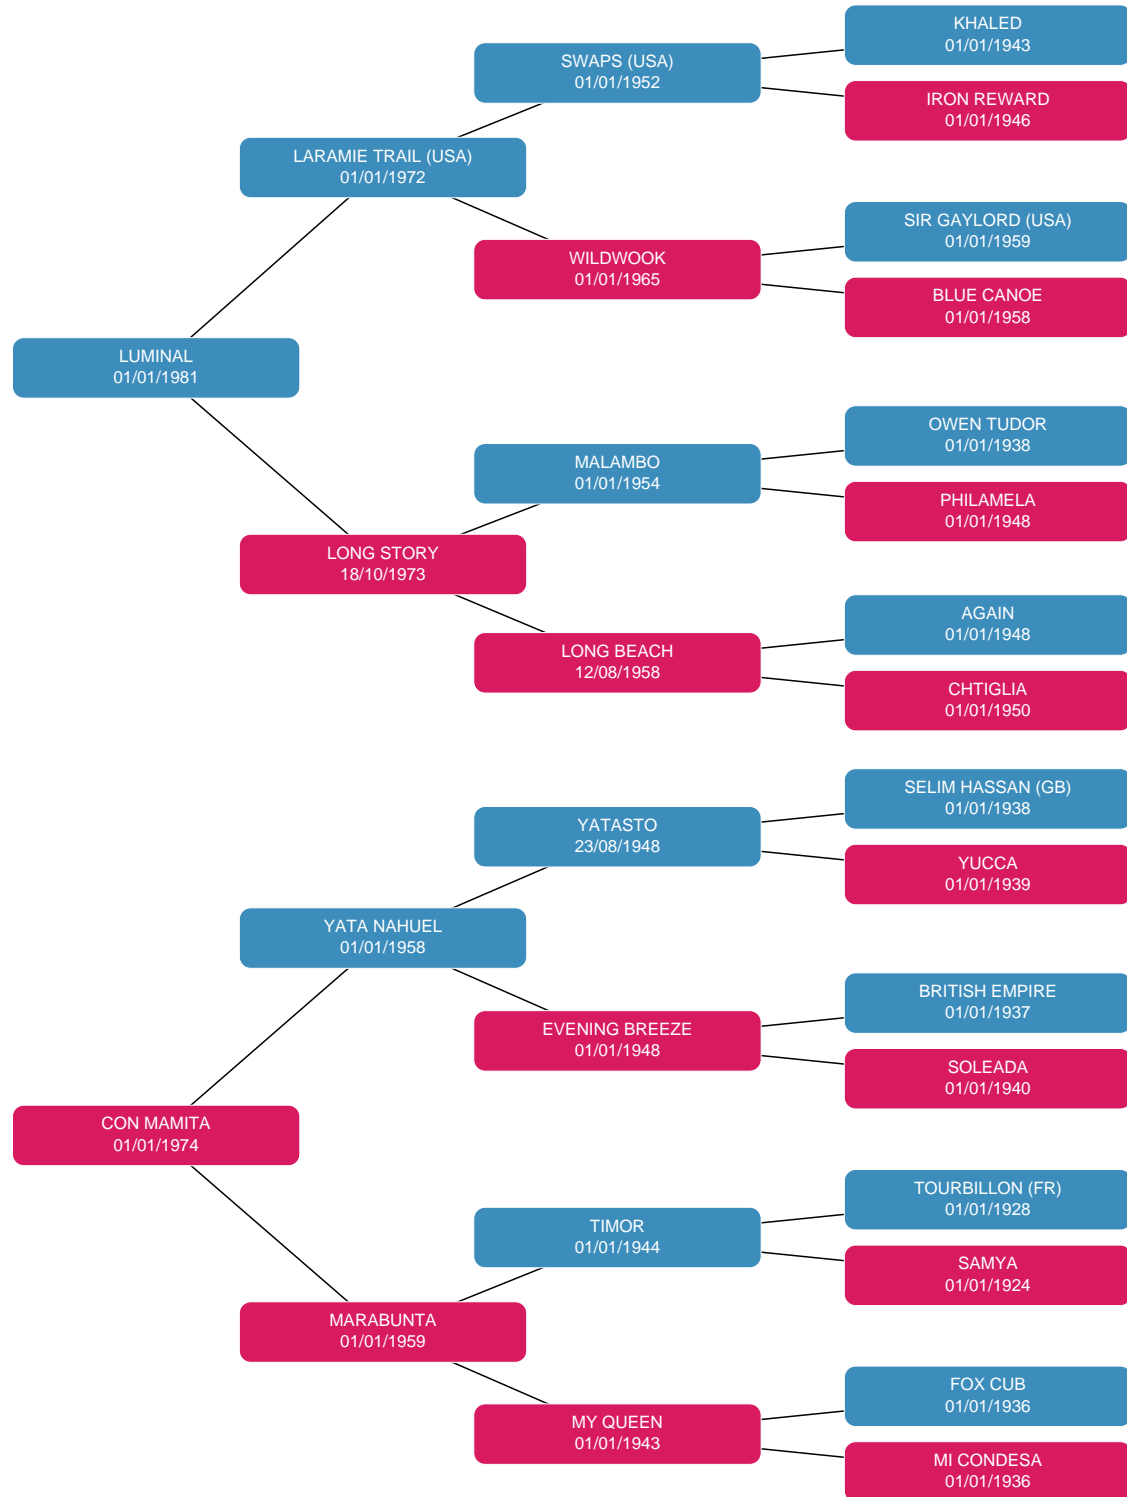 KHALED
01/01/1943
SWAPS (USA)
01/01/1952
IRON REWARD
01/01/1946
LARAMIE TRAIL (USA)
01/01/1972
SIR GAYLORD (USA)
01/01/1959
WILDWOOK
01/01/1965
BLUE CANOE
01/01/1958
LUMINAL
01/01/1981
OWEN TUDOR
01/01/1938
MALAMBO
01/01/1954
PHILAMELA
01/01/1948
LONG STORY
18/10/1973
AGAIN
01/01/1948
LONG BEACH
12/08/1958
CHTIGLIA
01/01/1950
SELIM HASSAN (GB)
01/01/1938
YATASTO
23/08/1948
YUCCA
01/01/1939
YATA NAHUEL
01/01/1958
BRITISH EMPIRE
01/01/1937
EVENING BREEZE
01/01/1948
SOLEADA
01/01/1940
CON MAMITA
01/01/1974
TOURBILLON (FR)
01/01/1928
TIMOR
01/01/1944
SAMYA
01/01/1924
MARABUNTA
01/01/1959
FOX CUB
01/01/1936
MY QUEEN
01/01/1943
MI CONDESA
01/01/1936